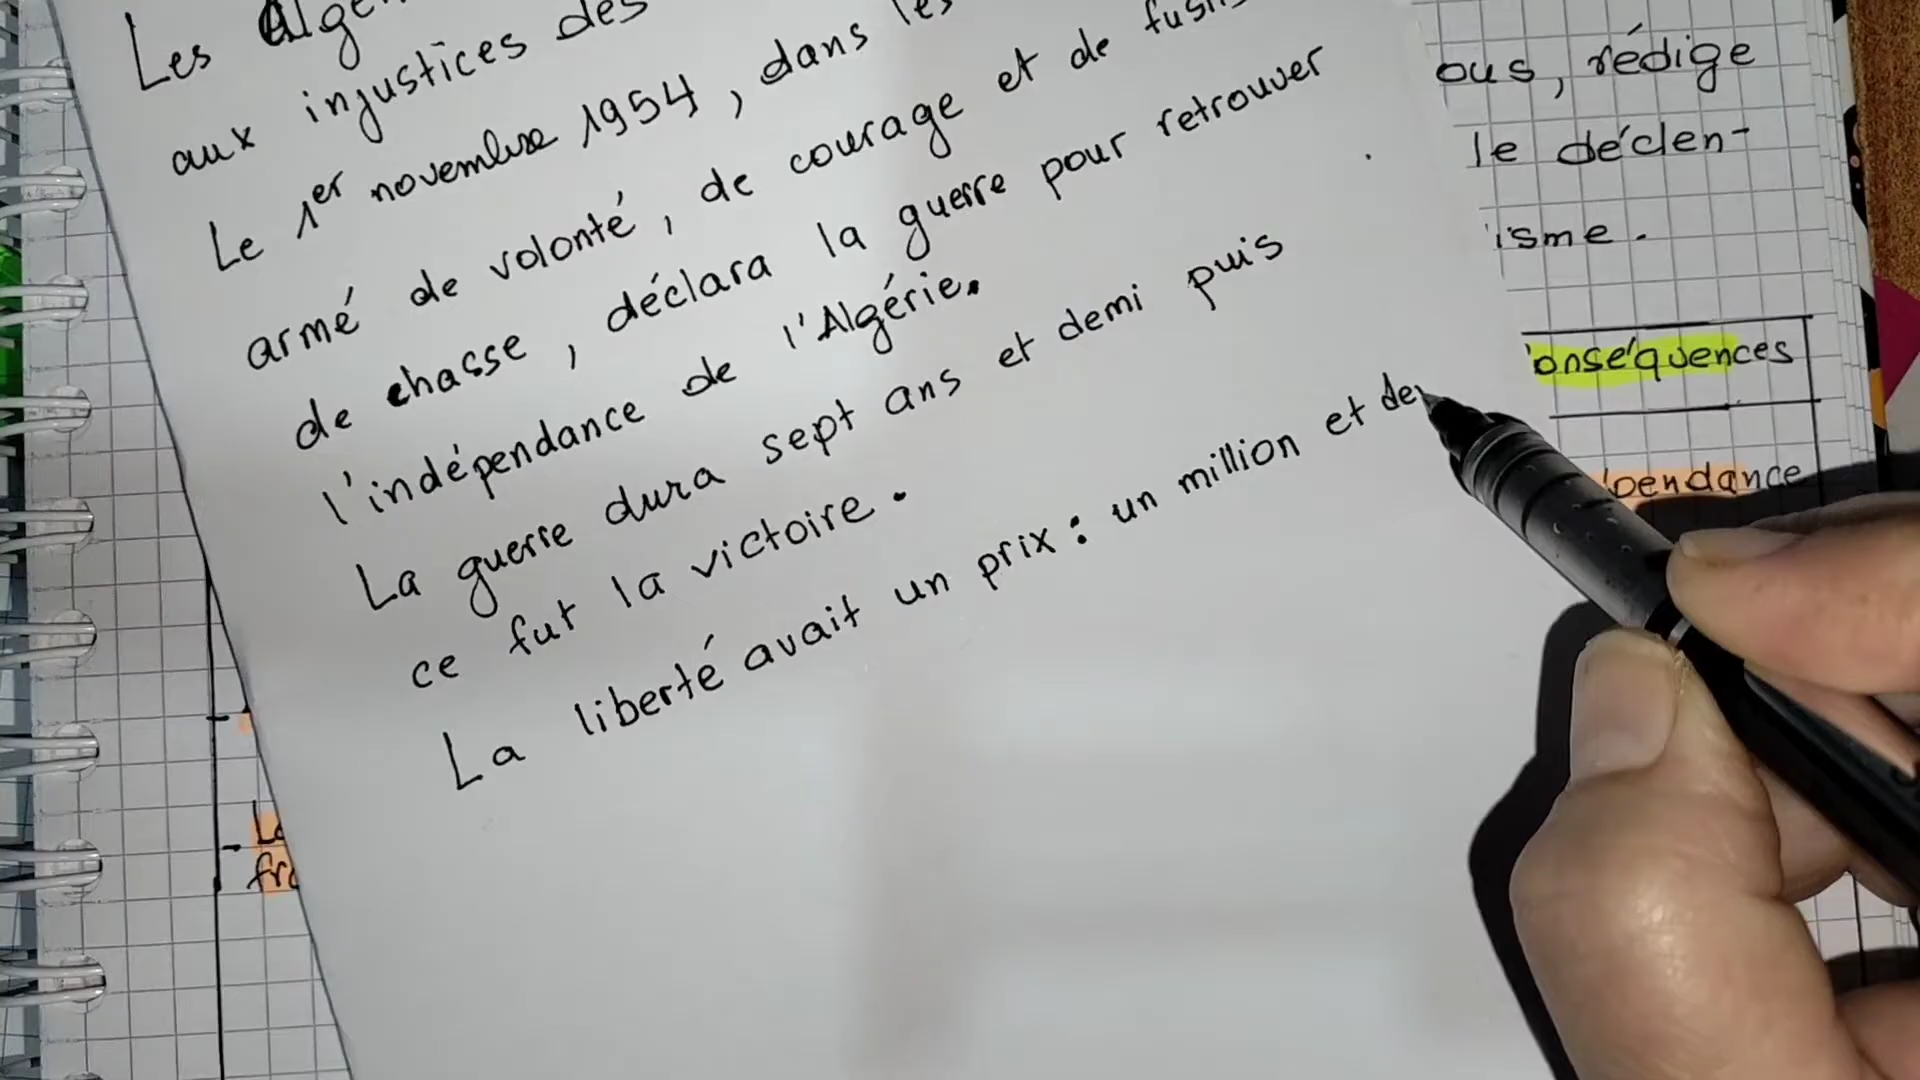 Les
aux injustices des
Le 1er novembre 1954, dans les
armé de volonté, de courage et de
de chasse, déclara la guerre pour retrouver
l'indépendance de l'Algérie.
La guerre dura sept ans et demi puis
ce fut la victoire.
La liberté avait un prix : un million et de
ous, rédige
le déclen-
isme.
onséquences
pendance